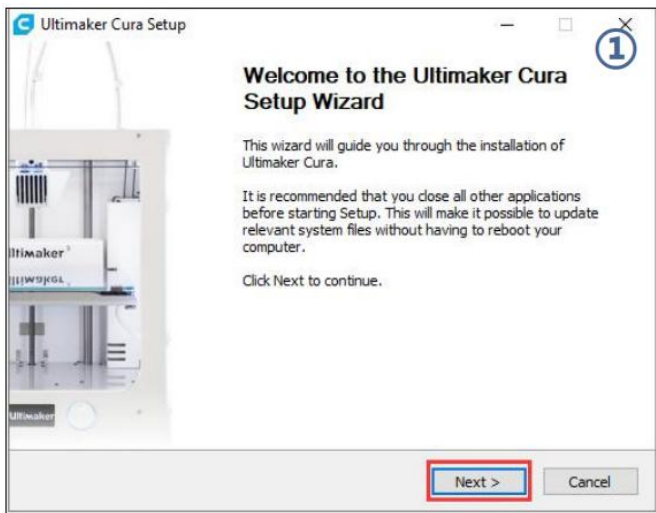 Ultimaker Cura Setup
①
Welcome to the Ultimaker Cura
Setup Wizard
This wizard will guide you through the installation of
Ultimaker Cura.
It is recommended that you close all other applications
before starting Setup. This will make it possible to update
relevant system files without having to reboot your
computer.
Click Next to continue.
Ultimaker
Next >
Cancel